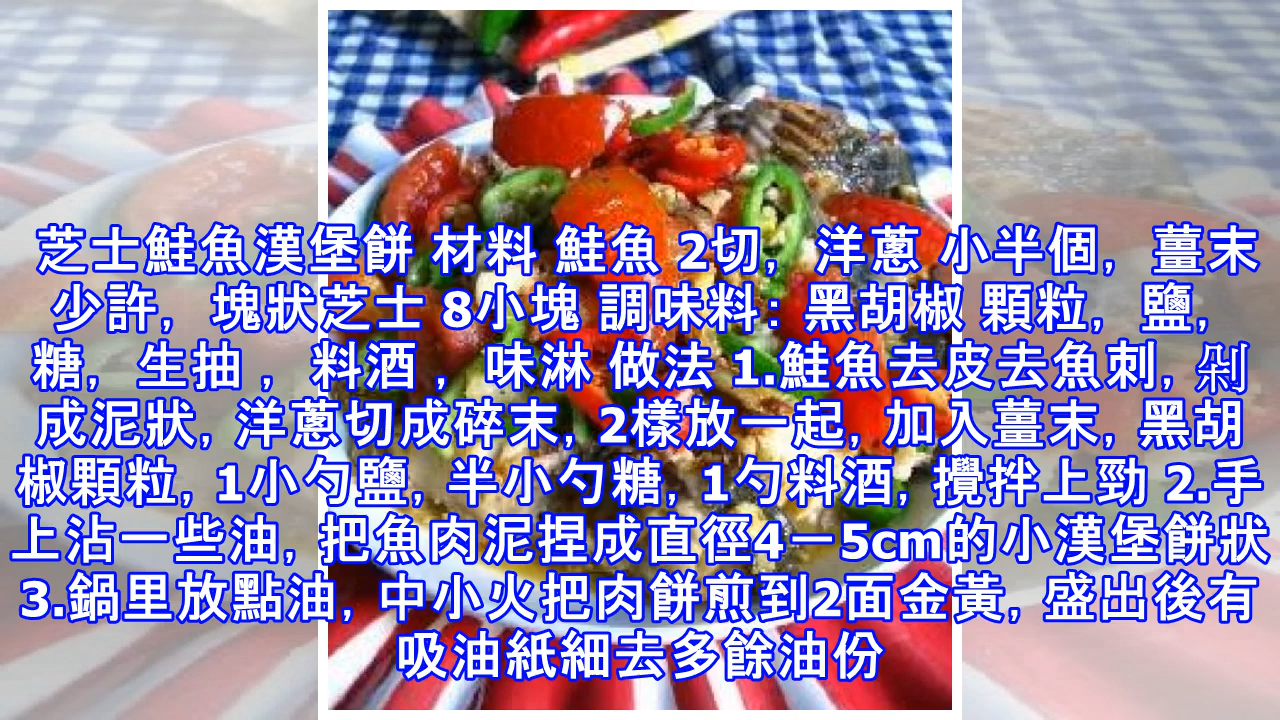 芝士鮭魚漢堡餅 材料 鮭魚 2切，洋蔥 小半個，薑末
少許，塊狀芝士 8小塊 調味料：黑胡椒 顆粒，鹽，
糖，生抽 ，料酒 ，味淋 做法 1.鮭魚去皮去魚刺，剁
成泥狀，洋蔥切成碎末，2樣放一起，加入薑末，黑胡
椒顆粒，1小勺鹽，半小勺糖，1勺料酒，攪拌上勁 2.手
上沾一些油，把魚肉泥捏成直徑4－5cm的小漢堡餅狀
3.鍋里放點油，中小火把肉餅煎到2面金黃，盛出後有
吸油紙細去多餘油份